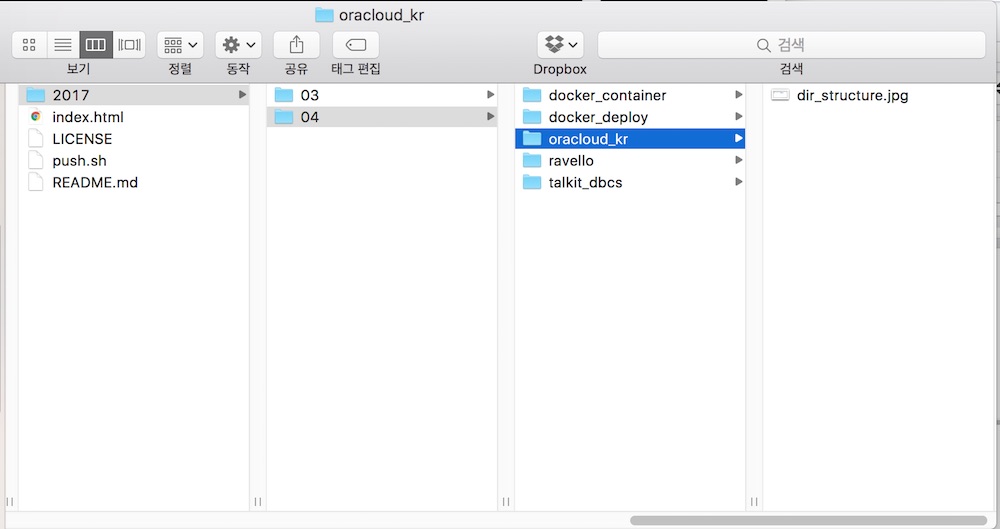 oracloud_kr
보기
정렬
동작
공유
태그 편집
Dropbox
검색
검색
2017
index.html
LICENSE
push.sh
README.md
03
04
docker_container
docker_deploy
oracloud_kr
ravello
talkit_dbcs
dir_structure.jpg